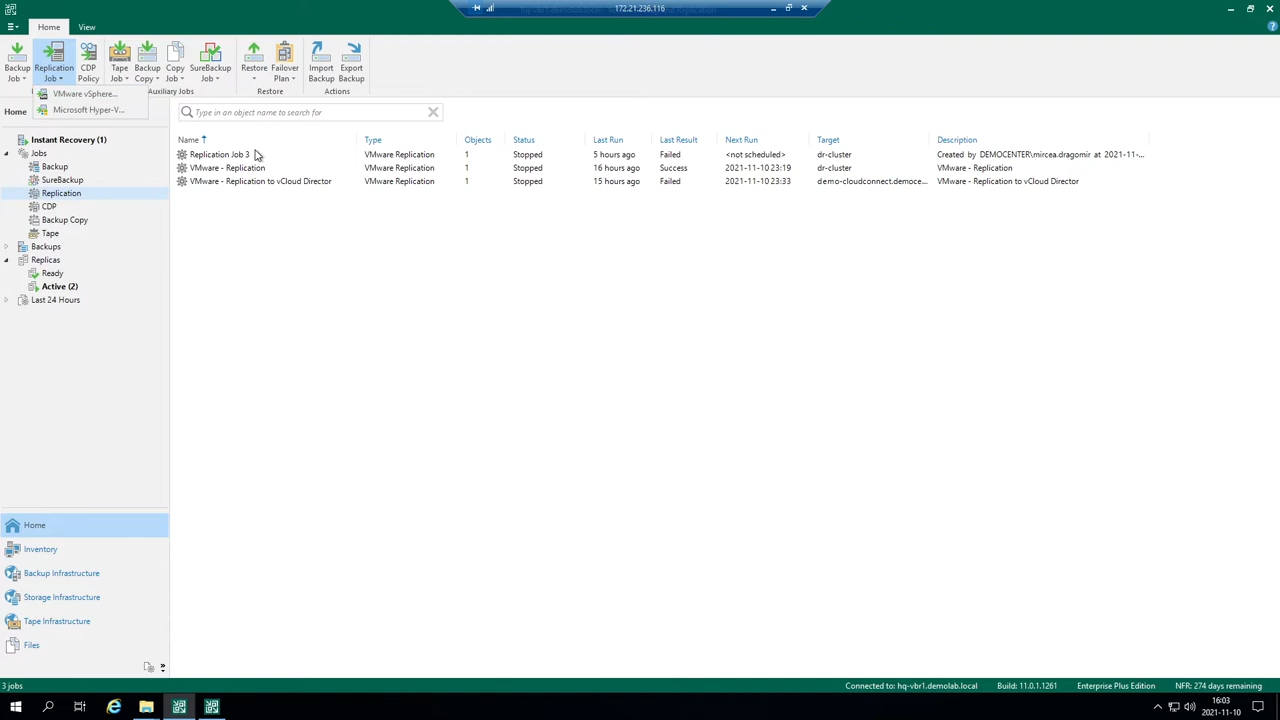 172.21.236.116
Home
View
Backup Job
Replication Job
CDP Policy
Tape Job
Backup Copy
Copy Job
SureBackup Job
Restore
Failover Plan
Import Backup
Export Backup
Auxiliary Jobs
Restore
Actions
VMware vSphere...
Microsoft Hyper-V...
Home
Type in an object name to search for
Instant Recovery (1)
Jobs
Backup
SureBackup
Replication
CDP
Backup Copy
Tape
Backups
Replicas
Ready
Active (2)
Last 24 Hours
Name Type Objects Status Last Run Last Result Next Run Target Description
Replication Job 3 VMware Replication 1 Stopped 5 hours ago Failed <not scheduled> dr-cluster Created by DEMOCENTER\mircea.dragomir at 2021-11-...
VMware - Replication VMware Replication 1 Stopped 16 hours ago Success 2021-11-10 23:19 dr-cluster VMware - Replication
VMware - Replication to vCloud Director VMware Replication 1 Stopped 15 hours ago Failed 2021-11-10 23:33 demo-cloudconnect.democe... VMware - Replication to vCloud Director
Home
Inventory
Backup Infrastructure
Storage Infrastructure
Tape Infrastructure
Files
3 jobs
Connected to: hq-vbr1.demolab.local Build: 11.0.1.1261 Enterprise Plus Edition NFR: 274 days remaining
16:03
2021-11-10